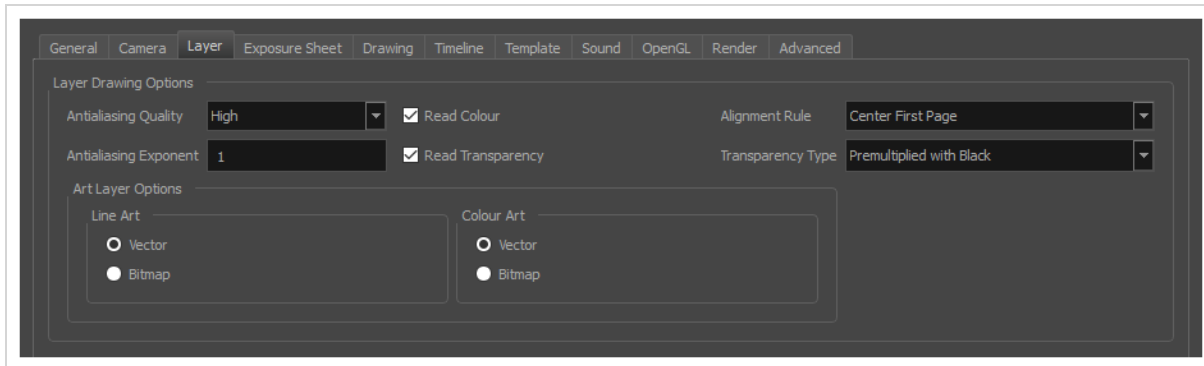 General Camera Layer Exposure Sheet Drawing Timeline Template Sound OpenGL Render Advanced
Layer Drawing Options
Antialiasing Quality High Read Colour Alignment Rule Center First Page
Antialiasing Exponent 1 Read Transparency Transparency Type Premultiplied with Black
Art Layer Options
Line Art Colour Art
Vector Vector
Bitmap Bitmap